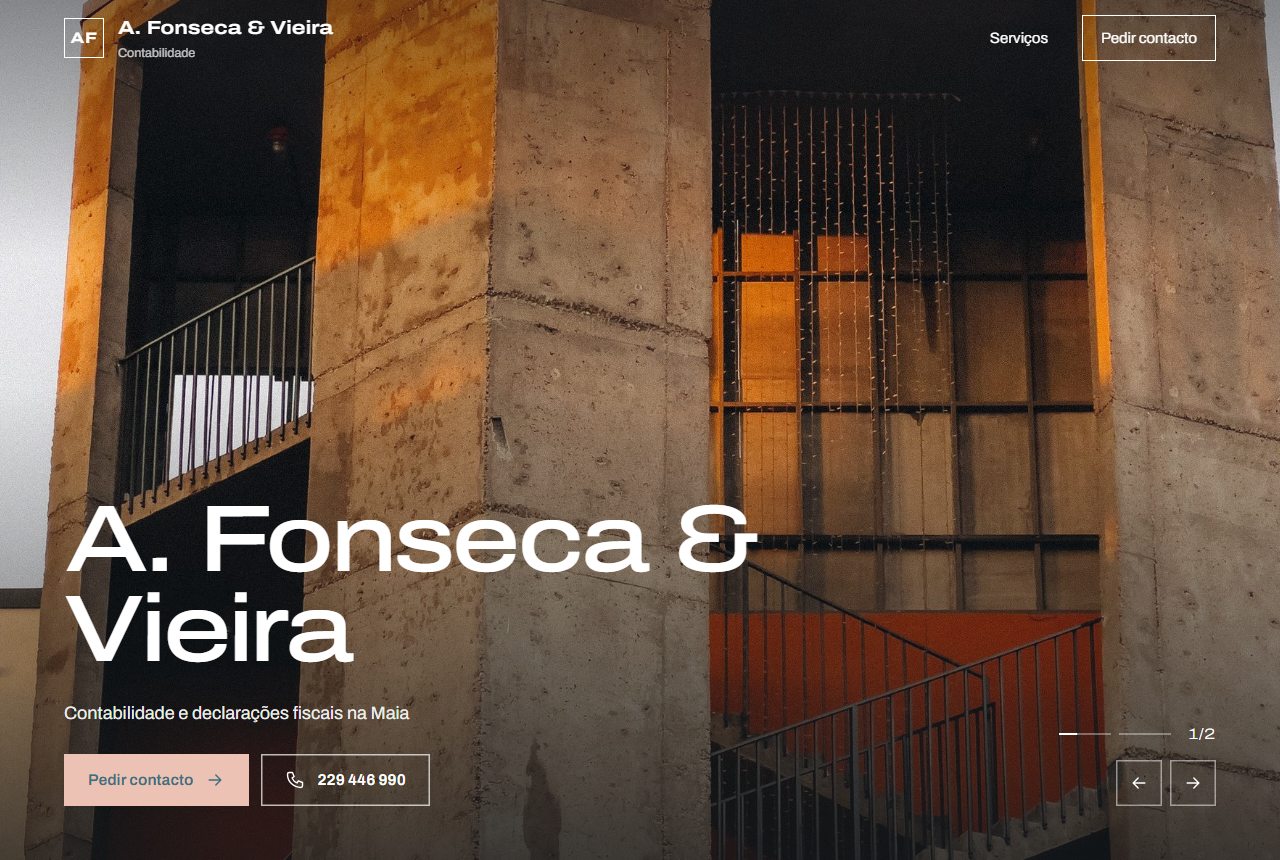 AF
A. Fonseca & Vieira
Contabilidade
Serviços
Pedir contacto
A. Fonseca &
Vieira
Contabilidade e declarações fiscais na Maia
Pedir contacto
229 446 990
1/2